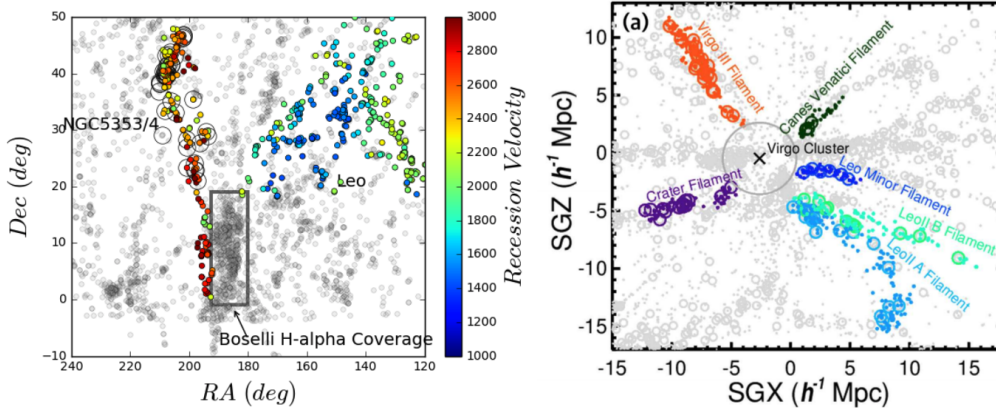 50
40
30
20
10
0
−10
240
220
200
180
160
140
120
Dec (deg)
RA (deg)
NGC5353/4
Leo
Boselli H-alpha Coverage
3000
2800
2600
2400
2200
2000
1800
1600
1400
1200
1000
Recession Velocity
(a)
10
5
0
-5
-10
-15
-15
-10
-5
0
5
10
15
SGZ (h⁻¹ Mpc)
SGX (h⁻¹ Mpc)
Virgo III Filament
Canes Venatici Filament
Virgo Cluster
Crater Filament
Leo Minor Filament
LeoII B Filament
LeoII A Filament